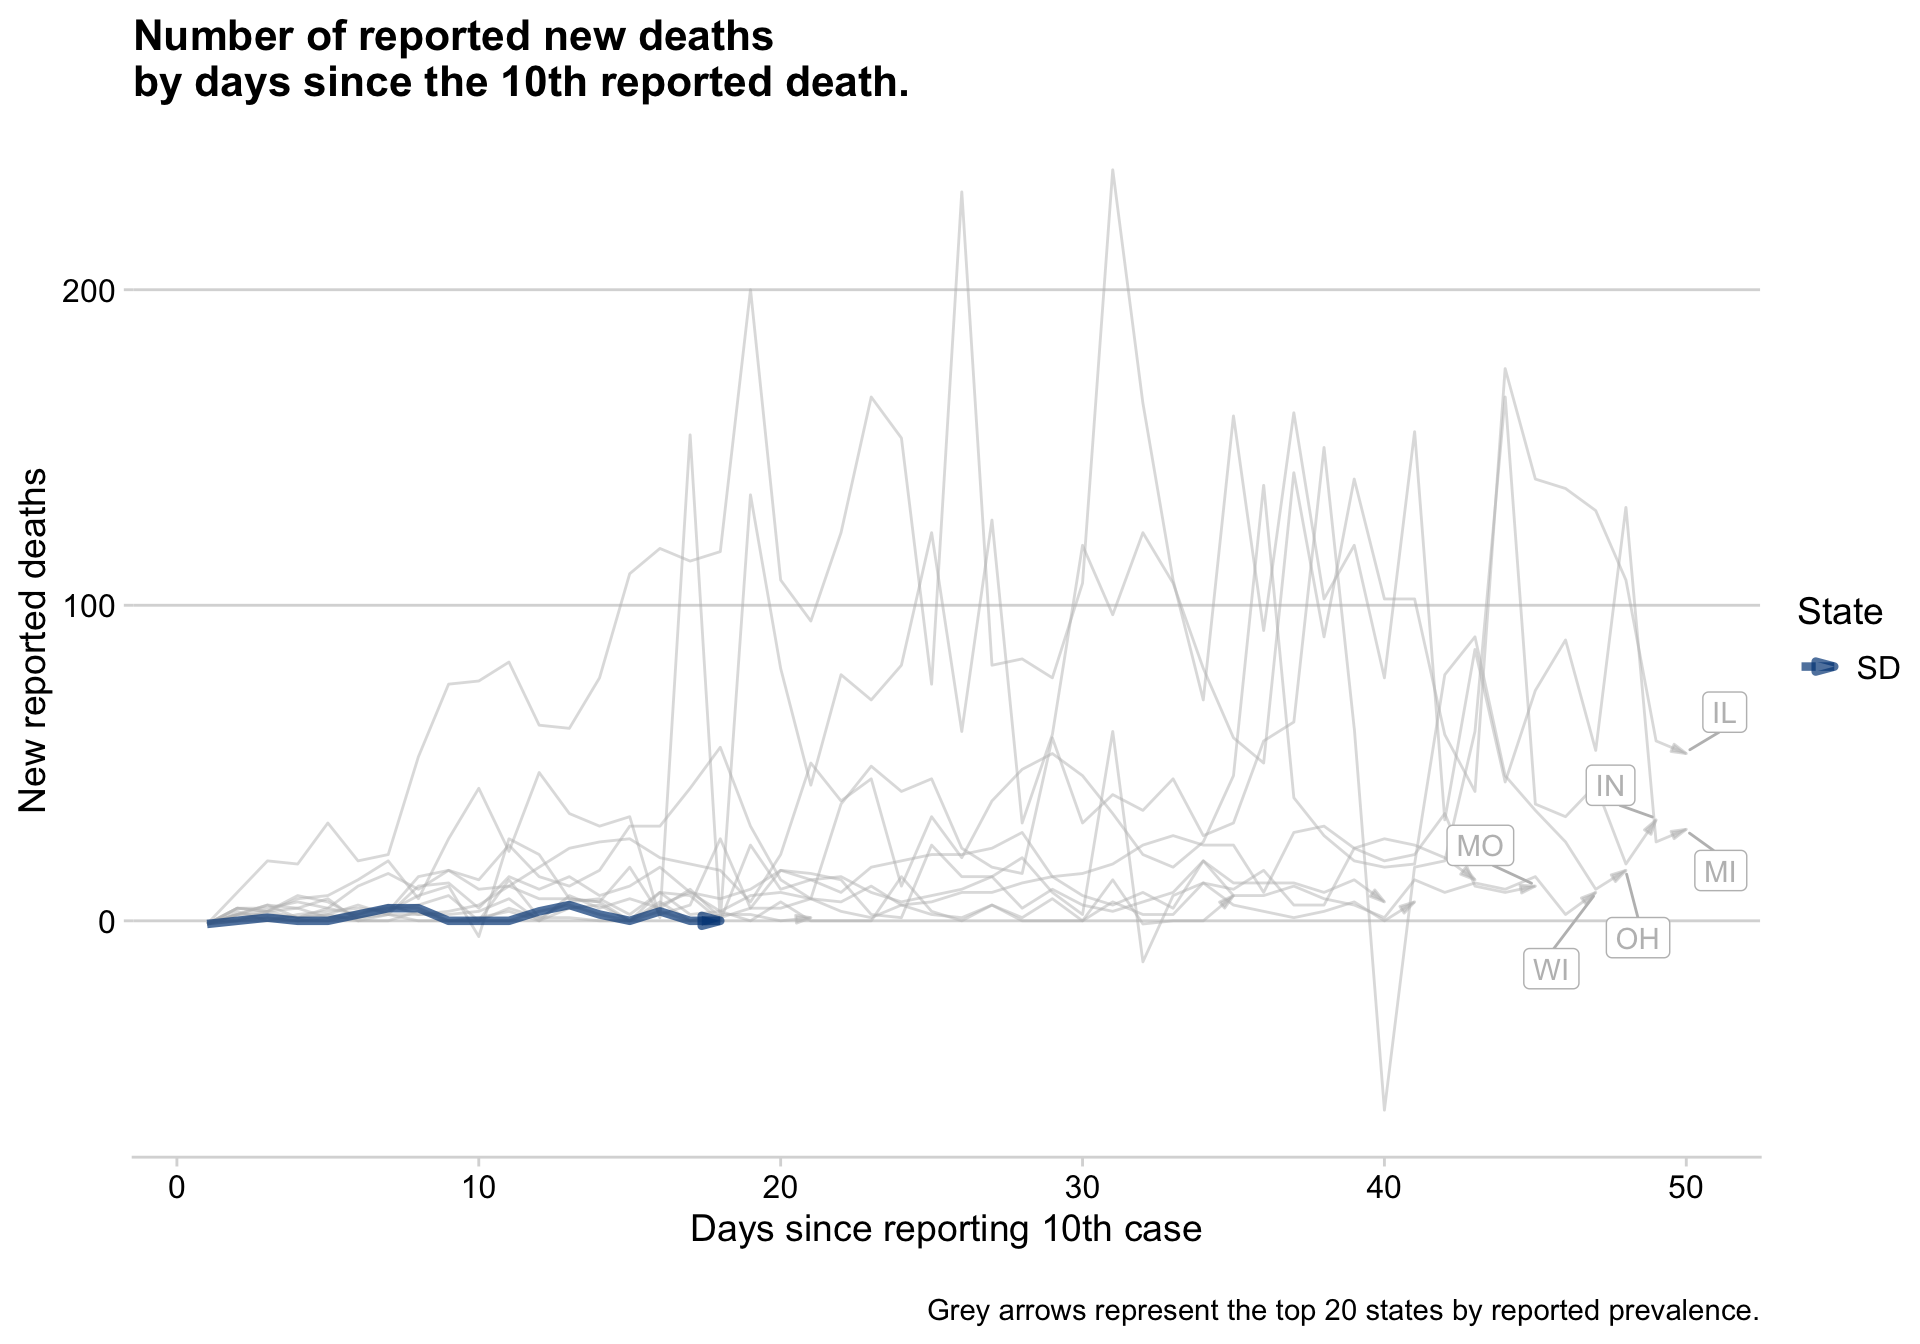 Number of reported new deaths
by days since the 10th reported death.
New reported deaths
200
100
0
IL
IN
MO
MI
OH
WI
State
SD
0 10 20 30 40 50
Days since reporting 10th case
Grey arrows represent the top 20 states by reported prevalence.